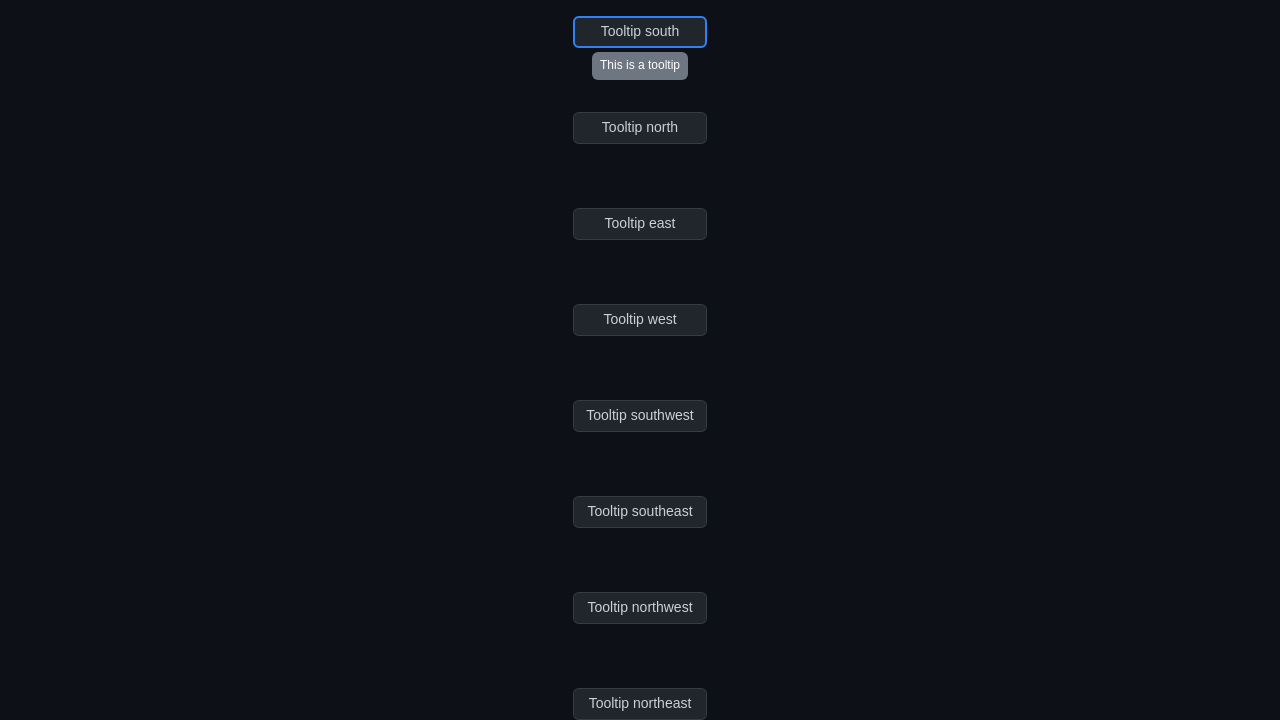 Tooltip south
This is a tooltip
Tooltip north
Tooltip east
Tooltip west
Tooltip southwest
Tooltip southeast
Tooltip northwest
Tooltip northeast